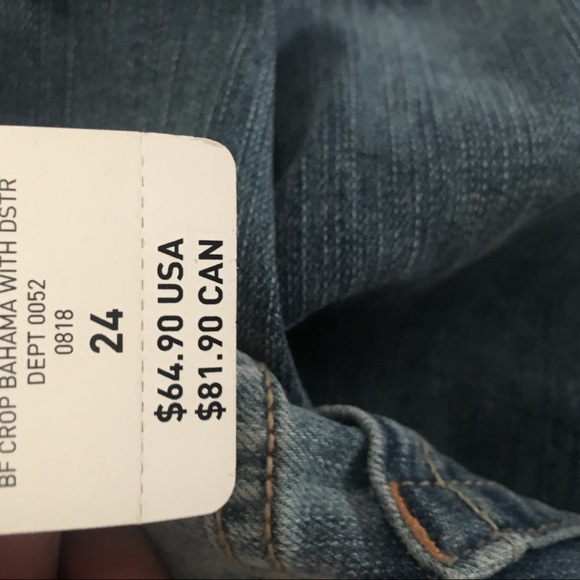 BF CROP BAHAMA WITH DSTR
DEPT 0052
0818
24
$64.90 USA
$81.90 CAN